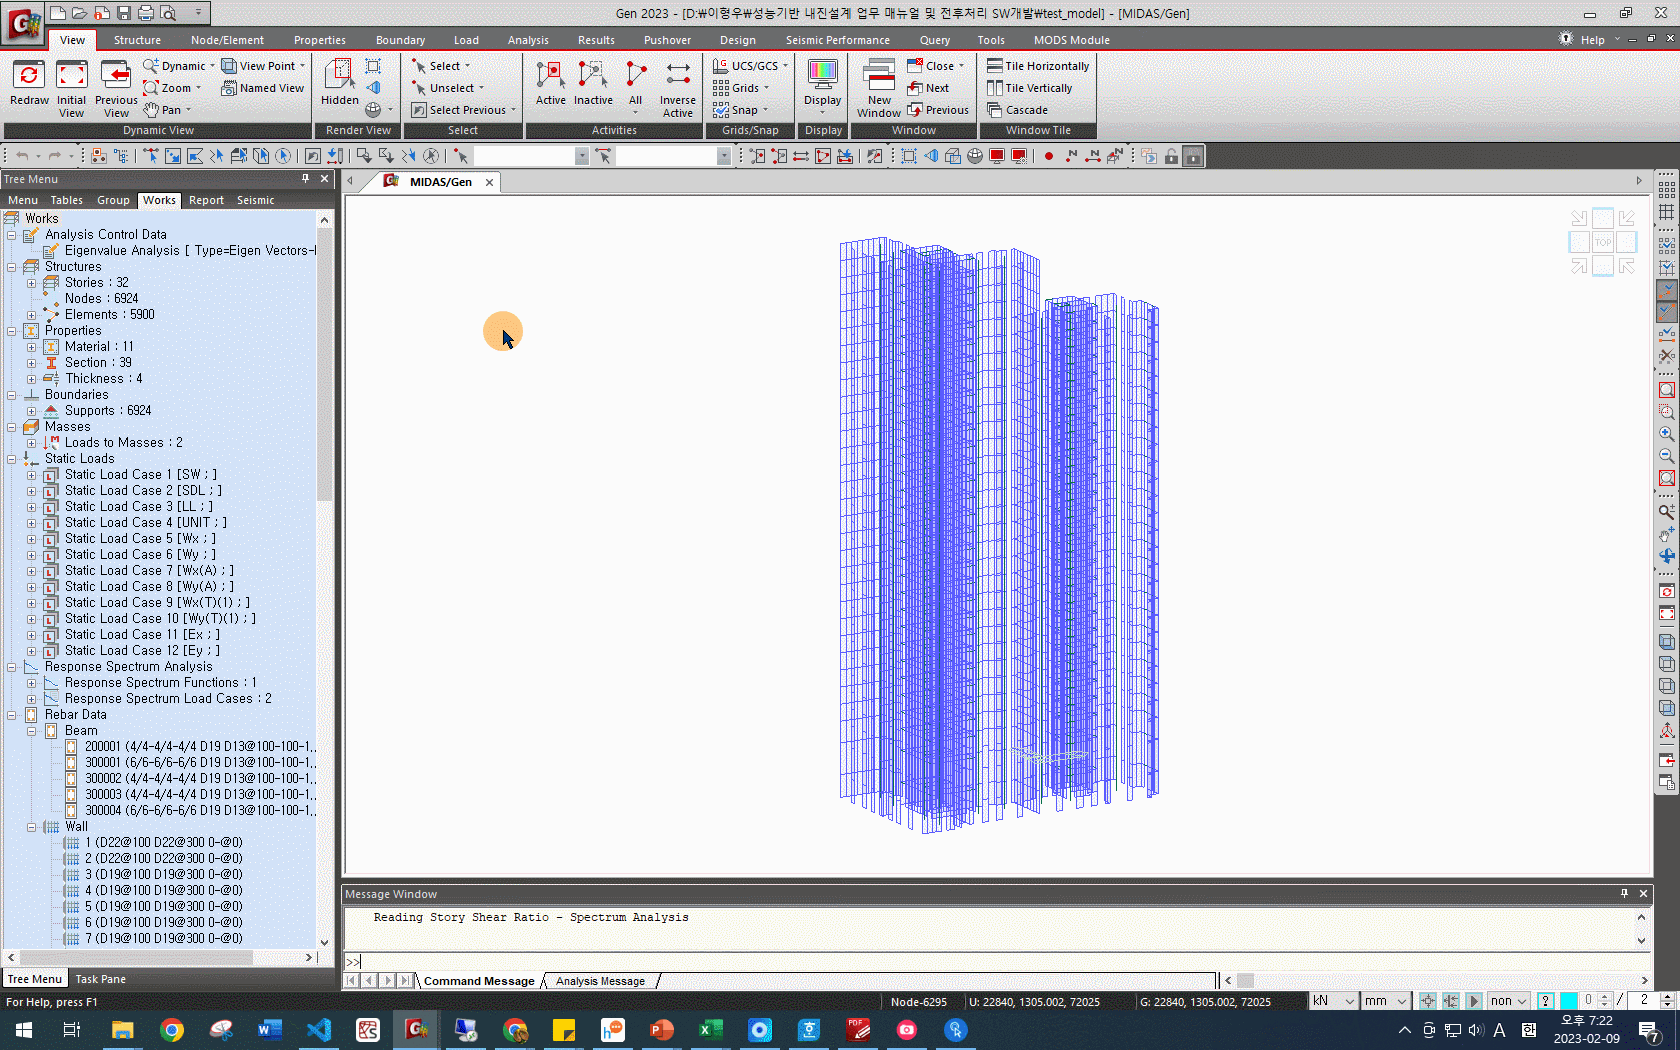 Gen 2023 - [D:₩이형우₩성능기반 내진설계 업무 매뉴얼 및 전후처리 SW개발₩test_model] - [MIDAS/Gen]
View Structure Node/Element Properties Boundary Load Analysis Results Pushover Design Seismic Performance Query Tools MODS Module Help
Redraw
Initial View
Previous View
Dynamic
Zoom
Pan
View Point
Named View
Dynamic View
Hidden
Render View
Select
Unselect
Select Previous
Select
Active
Inactive
All
Inverse Active
Activities
UCS/GCS
Grids
Snap
Grids/Snap
Display
Display
New Window
Close
Next
Previous
Window
Tile Horizontally
Tile Vertically
Cascade
Window Tile
Tree Menu
Menu Tables Group Works Report Seismic
MIDAS/Gen
TOP
Works
Analysis Control Data
Eigenvalue Analysis [ Type=Eigen Vectors-
Structures
Stories : 32
Nodes : 6924
Elements : 5900
Properties
Material : 11
Section : 39
Thickness : 4
Boundaries
Supports : 6924
Masses
Loads to Masses : 2
Static Loads
Static Load Case 1 [SW ; ]
Static Load Case 2 [SDL ; ]
Static Load Case 3 [LL ; ]
Static Load Case 4 [UNIT ; ]
Static Load Case 5 [Wx ; ]
Static Load Case 6 [Wy ; ]
Static Load Case 7 [Wx(A) ; ]
Static Load Case 8 [Wy(A) ; ]
Static Load Case 9 [Wx(T)(1) ; ]
Static Load Case 10 [Wy(T)(1) ; ]
Static Load Case 11 [Ex ; ]
Static Load Case 12 [Ey ; ]
Response Spectrum Analysis
Response Spectrum Functions : 1
Response Spectrum Load Cases : 2
Rebar Data
Beam
200001 (4/4-4/4-4/4 D19 D13@100-100-1..
300001 (6/6-6/6-6/6 D19 D13@100-100-1..
300002 (4/4-4/4-4/4 D19 D13@100-100-1..
300003 (4/4-4/4-4/4 D19 D13@100-100-1..
300004 (6/6-6/6-6/6 D19 D13@100-100-1..
Wall
1 (D22@100 D22@300 0-@0)
2 (D22@100 D22@300 0-@0)
3 (D19@100 D19@300 0-@0)
4 (D19@100 D19@300 0-@0)
5 (D19@100 D19@300 0-@0)
6 (D19@100 D19@300 0-@0)
7 (D19@100 D19@300 0-@0)
Tree Menu Task Pane
Message Window
Reading Story Shear Ratio - Spectrum Analysis
>>
Command Message Analysis Message
For Help, press F1
Node-6295
U: 22840, 1305.002, 72025
G: 22840, 1305.002, 72025
kN mm non ? 0 / 2
A 한 오후 7:22
2023-02-09
7